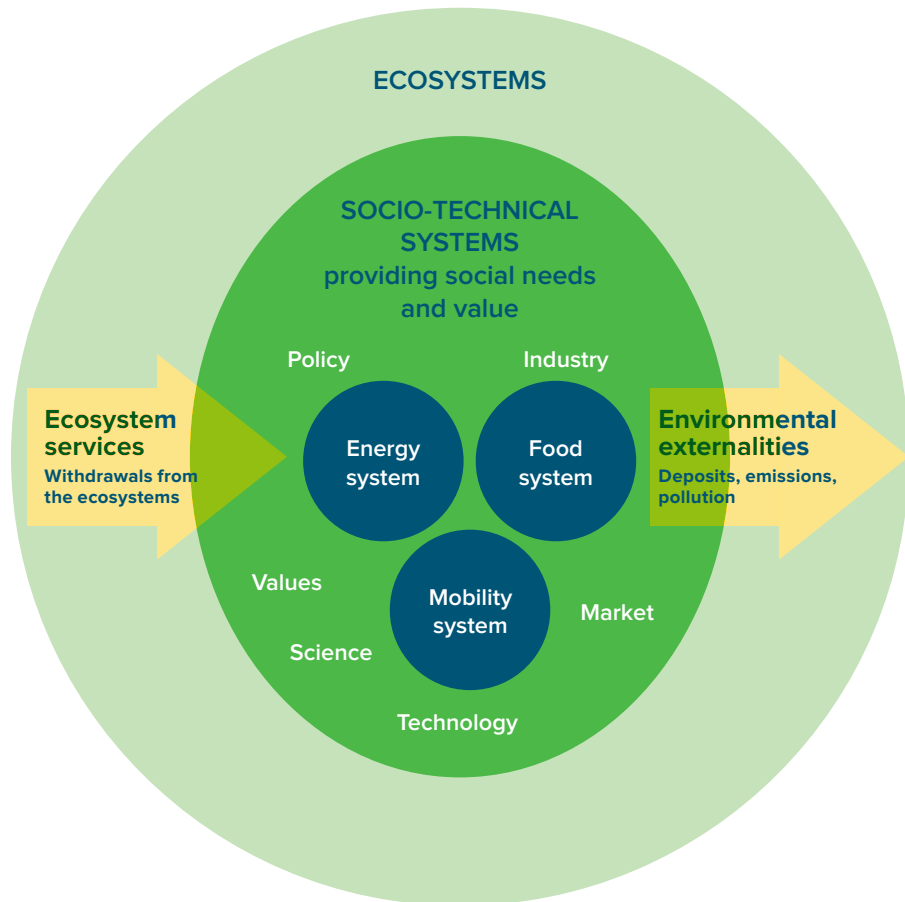 ECOSYSTEMS
SOCIO-TECHNICAL
SYSTEMS
providing social needs
and value
Policy
Industry
Ecosystem
services
Withdrawals from
the ecosystems
Energy
system
Food
system
Environmental
externalities
Deposits, emissions,
pollution
Values
Mobility
system
Market
Science
Technology